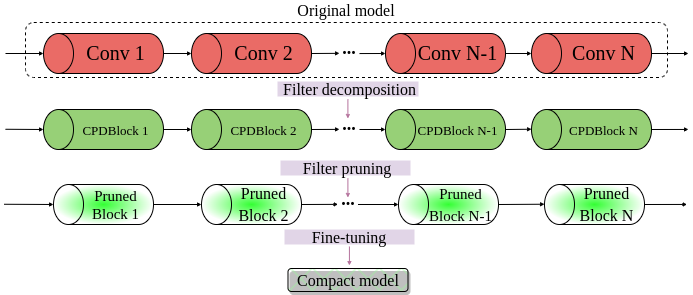 Original model
Conv 1 Conv 2 ... Conv N-1 Conv N
Filter decomposition
CPDBlock 1 CPDBlock 2 ... CPDBlock N-1 CPDBlock N
Filter pruning
Pruned Pruned Pruned Pruned
Block 1 Block 2 ... Block N-1 Block N
Fine-tuning
Compact model